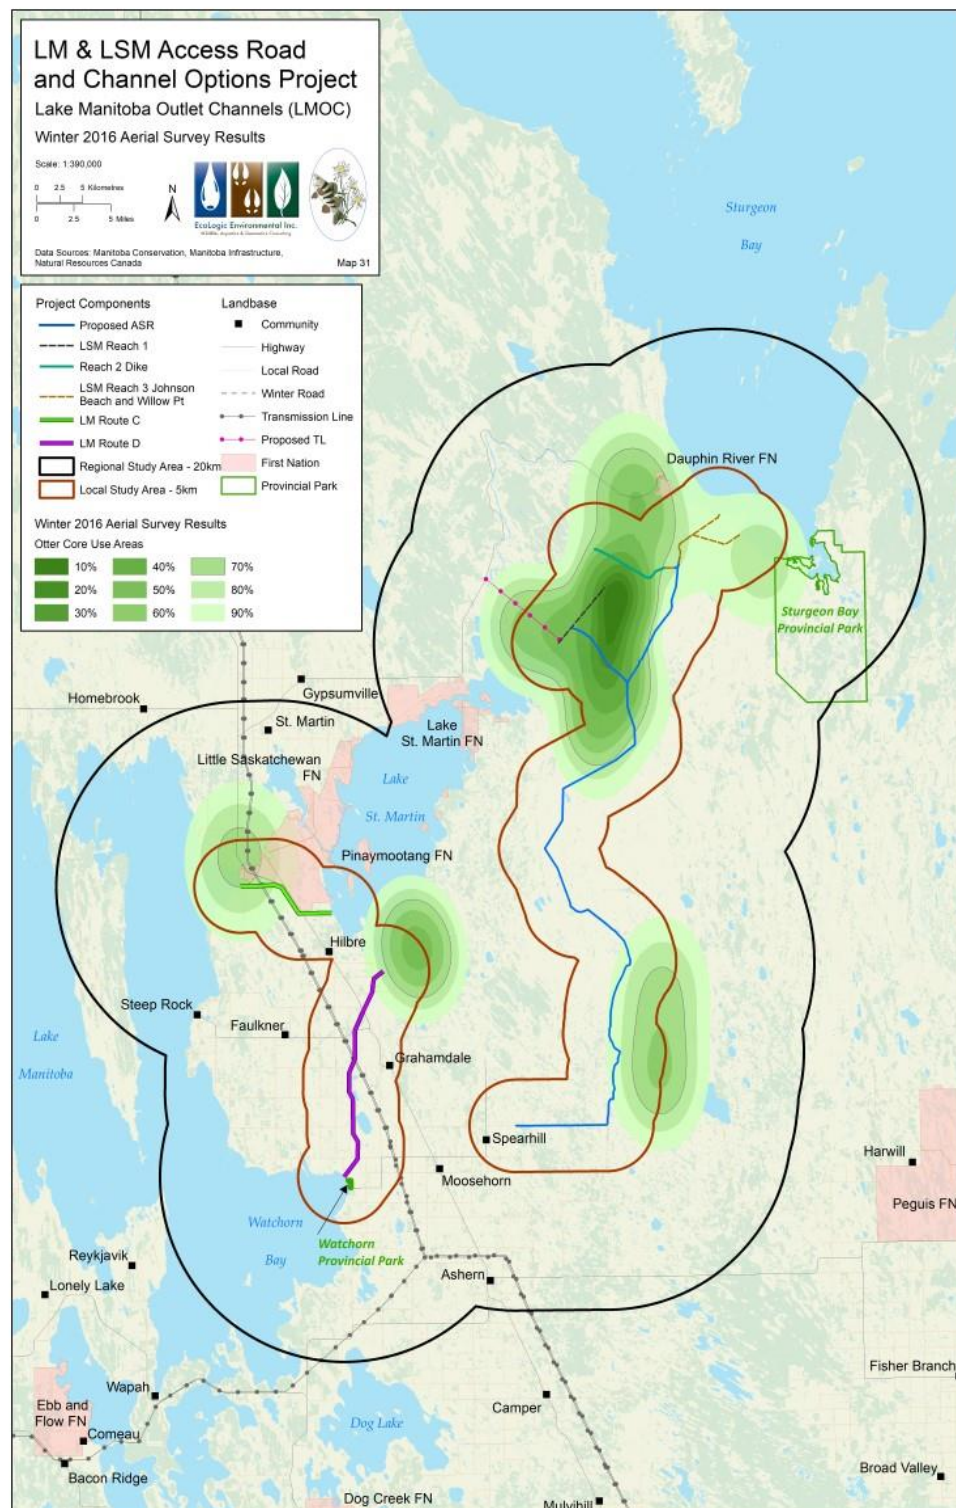 LM & LSM Access Road
and Channel Options Project
Lake Manitoba Outlet Channels (LMOC)
Winter 2016 Aerial Survey Results
Scale: 1:390,000
0 2.5 5 Kilometres
0 2.5 5 Miles
N
EcoLogic Environmental Inc.
Data Sources: Manitoba Conservation, Manitoba Infrastructure,
Natural Resources Canada
Map 31
Project Components
Proposed ASR
LSM Reach 1
Reach 2 Dike
LSM Reach 3 Johnson
Beach and Willow Pt
LM Route C
LM Route D
Regional Study Area - 20km
Local Study Area - 5km
Landbase
Community
Highway
Local Road
Winter Road
Transmission Line
Proposed TL
First Nation
Provincial Park
Winter 2016 Aerial Survey Results
Otter Core Use Areas
10% 40% 70%
20% 50% 80%
30% 60% 90%
Sturgeon
Bay
Dauphin River FN
Sturgeon Bay
Provincial Park
Gypsumville
Homebrook
St. Martin
Lake
St. Martin FN
Little Saskatchewan
FN
Lake
St. Martin
Pinaymootang FN
Hilbre
Steep Rock
Faulkner
Lake
Manitoba
Grahamdale
Spearhill
Harwill
Moosehorn
Peguis FN
Watchorn
Bay
Watchorn
Provincial Park
Reykjavik
Lonely Lake
Ashern
Fisher Branch
Wapah
Ebb and
Flow FN
Camper
Comeau
Dog Lake
Bacon Ridge
Broad Valley
Dog Creek FN
Mulvihill